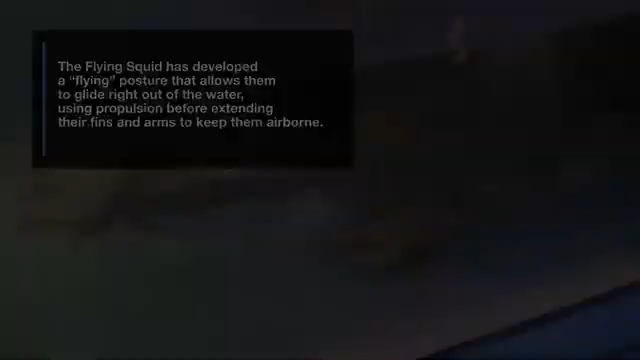 The Flying Squid has developed
a “flying” posture that allows them
to glide right out of the water,
using propulsion before extending
their fins and arms to keep them airborne.